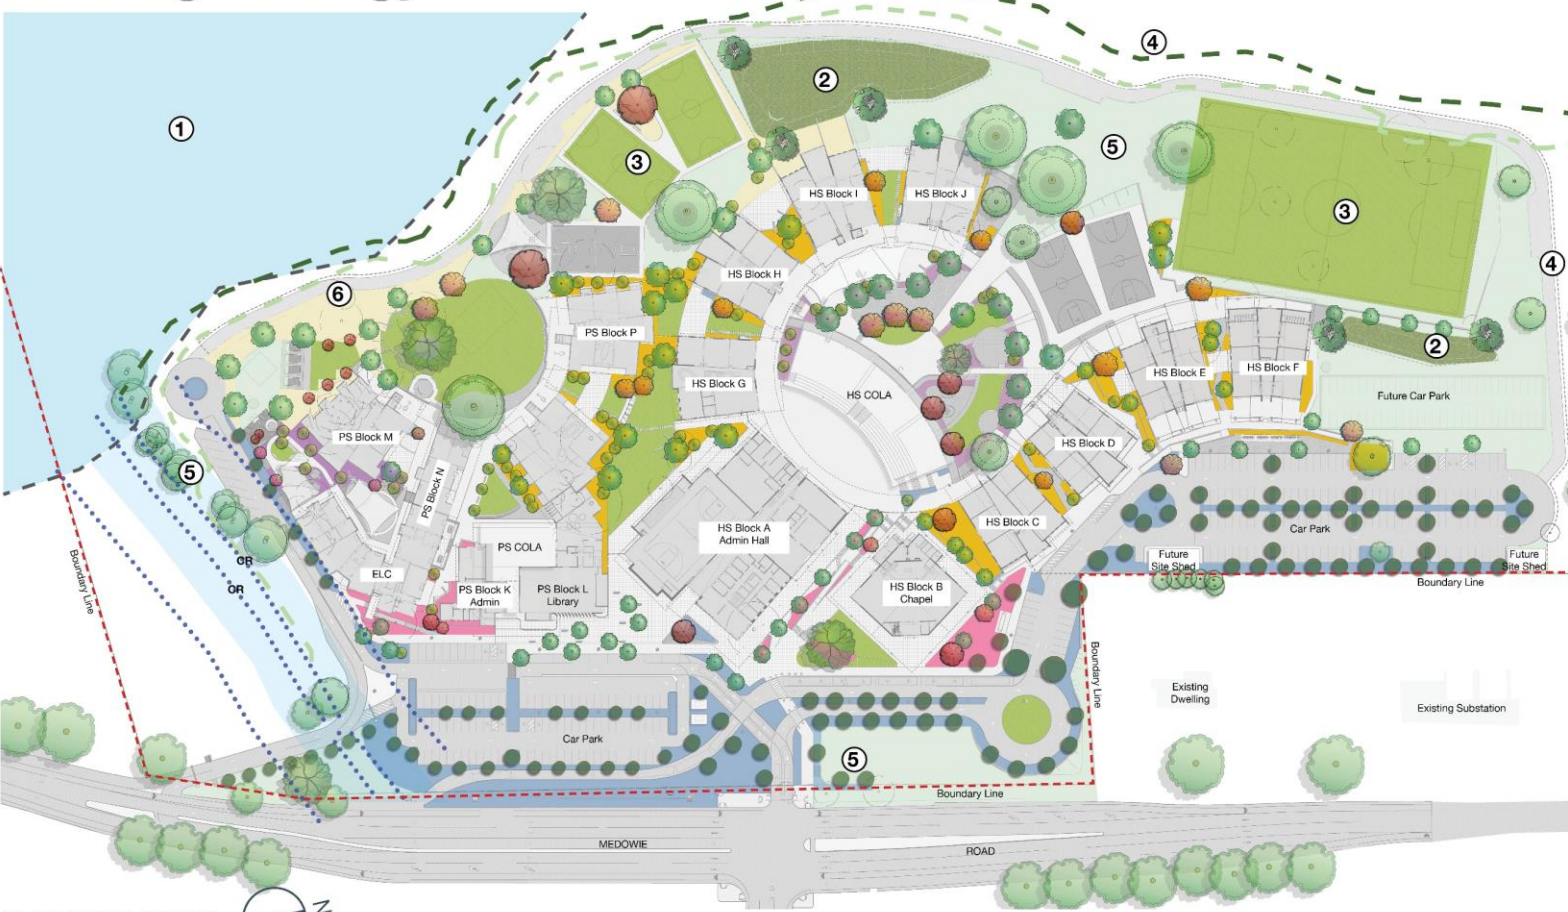 4
2
1
5
3
HS Block I
HS Block J
3
4
HS Block H
6
PS Block P
2
HS Block E
HS Block F
HS Block G
HS COLA
Future Car Park
PS Block M
HS Block D
5
PS Block N
HS Block C
Car Park
HS Block A
Admin Hall
PS COLA
Future
Site Shed
Future
Site Shed
GR
ELC
Boundary Line
Boundary Line
GR
PS Block K
Admin
PS Block L
Library
HS Block B
Chapel
Boundary Line
Existing
Dwelling
Existing Substation
Car Park
5
Boundary Line
MEDOWIE
ROAD
N